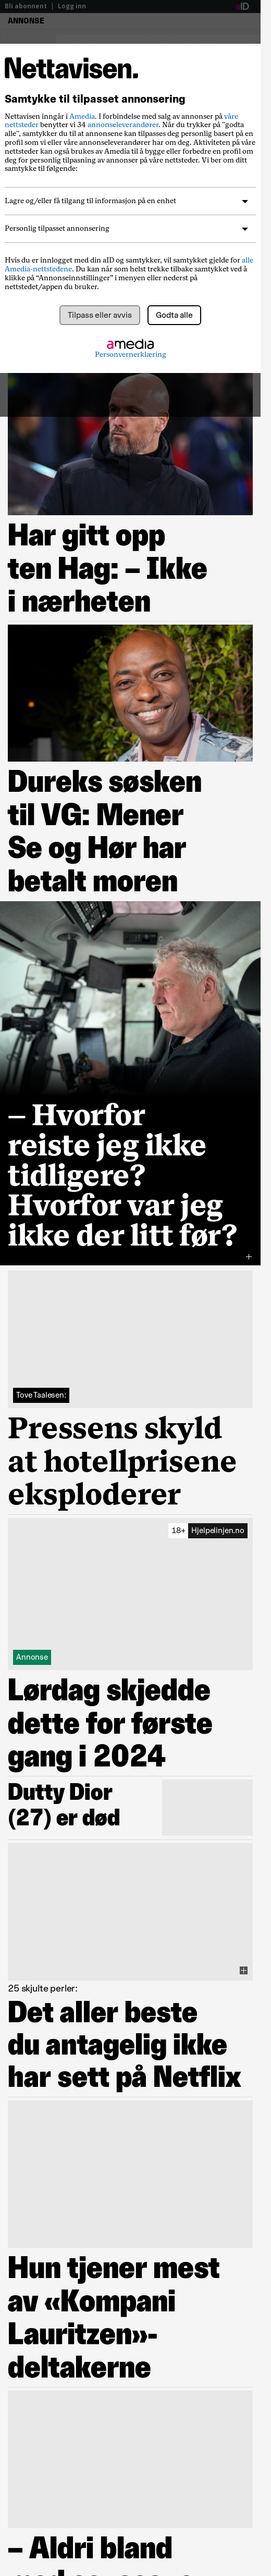 Bli abonnent | Logg inn
aID
ANNONSE
Nettavisen.
Samtykke til tilpasset annonsering
Nettavisen inngår i Amedia. I forbindelse med salg av annonser på våre
nettsteder benytter vi 34 annonseleverandører. Når du trykker på "godta
alle", samtykker du til at annonsene kan tilpasses deg personlig basert på en
profil som vi eller våre annonseleverandører har om deg. Aktiviteten på våre
nettsteder kan også brukes av Amedia til å bygge eller forbedre en profil om
deg for personlig tilpasning av annonser på våre nettsteder. Vi ber om ditt
samtykke til følgende:
Lagre og/eller få tilgang til informasjon på en enhet
Personlig tilpasset annonsering
Hvis du er innlogget med din aID og samtykker, vil samtykket gjelde for alle
Amedia-nettstedene. Du kan når som helst trekke tilbake samtykket ved å
klikke på "Annonseinnstillinger" i menyen eller nederst på
nettstedet/appen du bruker.
Tilpass eller avvis
Godta alle
amedia
Personvernerklæring
Har gitt opp
ten Hag: – Ikke
i nærheten
Dureks søsken
til VG: Mener
Se og Hør har
betalt moren
– Hvorfor
reiste jeg ikke
tidligere?
Hvorfor var jeg
ikke der litt før?
Tove Taalesen:
Pressens skyld
at hotellprisene
eksploderer
18+ Hjelpelinjen.no
Annonse
Lørdag skjedde
dette for første
gang i 2024
Dutty Dior
(27) er død
25 skjulte perler:
Det aller beste
du antagelig ikke
har sett på Netflix
Hun tjener mest
av «Kompani
Lauritzen»-
deltakerne
– Aldri bland